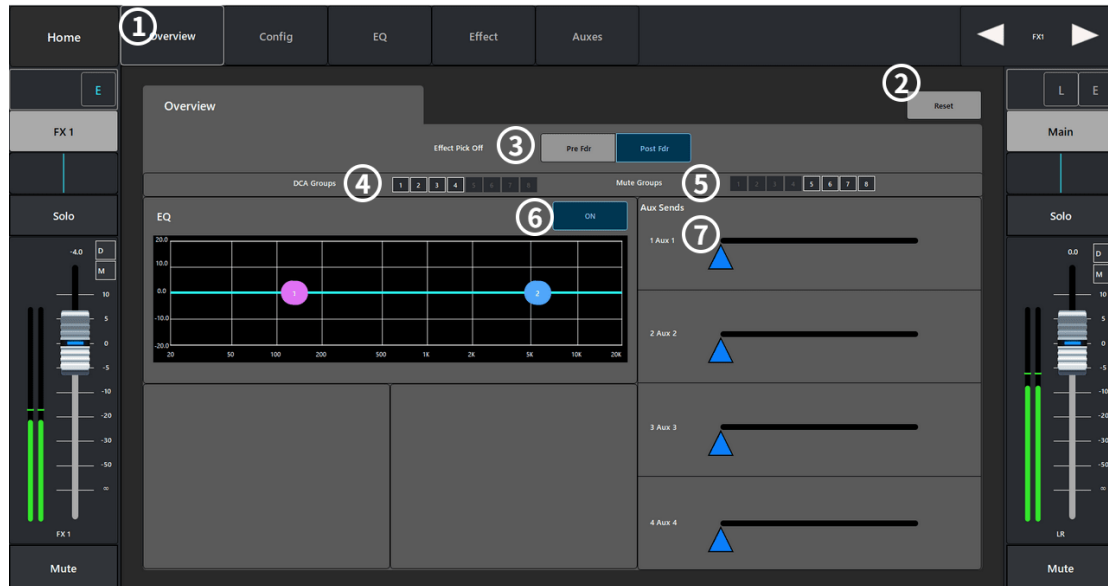 Home
① Overview
Config
EQ
Effect
Auxes
FX1
E
② Reset
L E
FX 1
Overview
Main
Effect Pick Off ③ Pre Fdr Post Fdr
DCA Groups ④ 1 2 3 4 5 6 7 8
Mute Groups ⑤ 1 2 3 4 5 6 7 8
Solo
EQ ⑥ ON
Aux Sends
Solo
1 Aux 1 ⑦
-4.0 D
M
10
5
0
-5
-10
-20
-30
-50
∞
FX 1
Mute
20.0
10.0
0.0
-10.0
-20.0
1 2
20 50 100 200 500 1K 2K 5K 10K 20K
2 Aux 2
3 Aux 3
4 Aux 4
0.0 D
M
10
5
0
-5
-10
-20
-30
-50
∞
LR
Mute